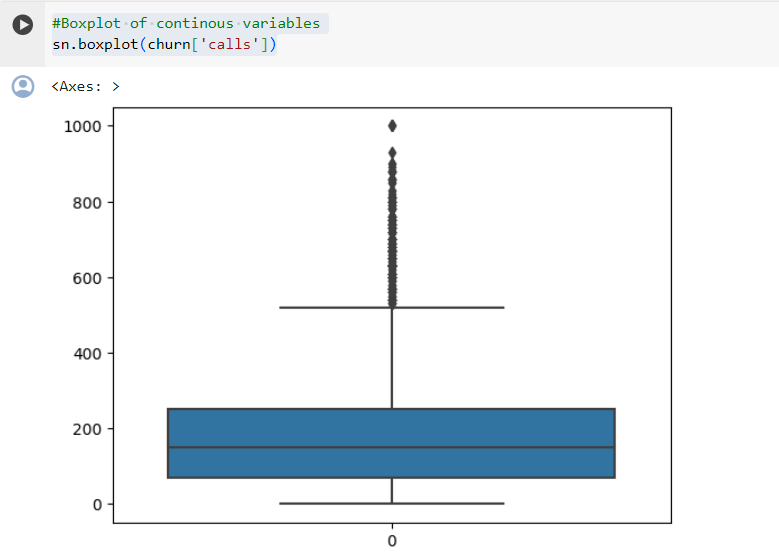 #Boxplot of continous variables
sn.boxplot(churn['calls'])
<Axes: >
1000
800
600
400
200
0
0